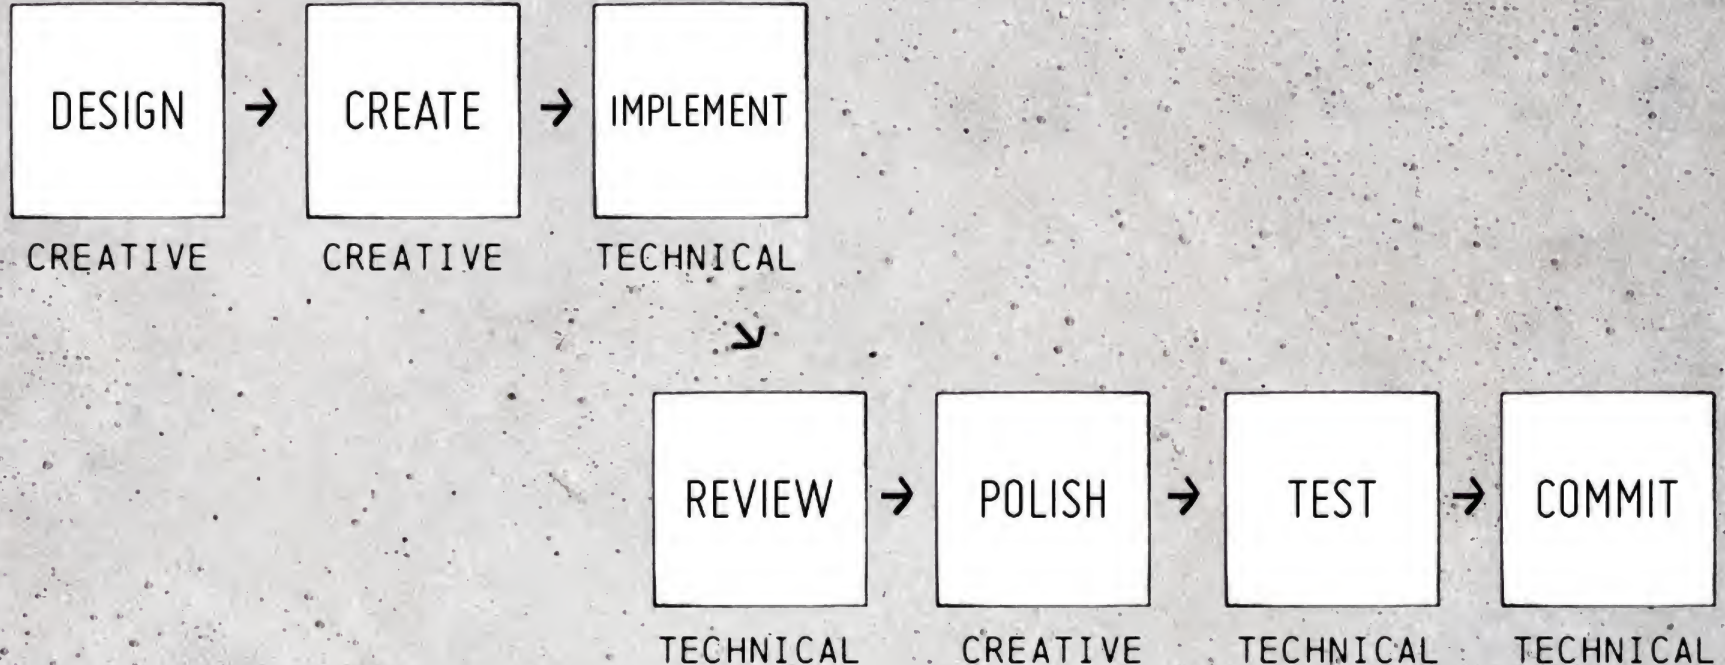 DESIGN → CREATE → IMPLEMENT
CREATIVE CREATIVE TECHNICAL
↘
REVIEW → POLISH → TEST → COMMIT
TECHNICAL CREATIVE TECHNICAL TECHNICAL